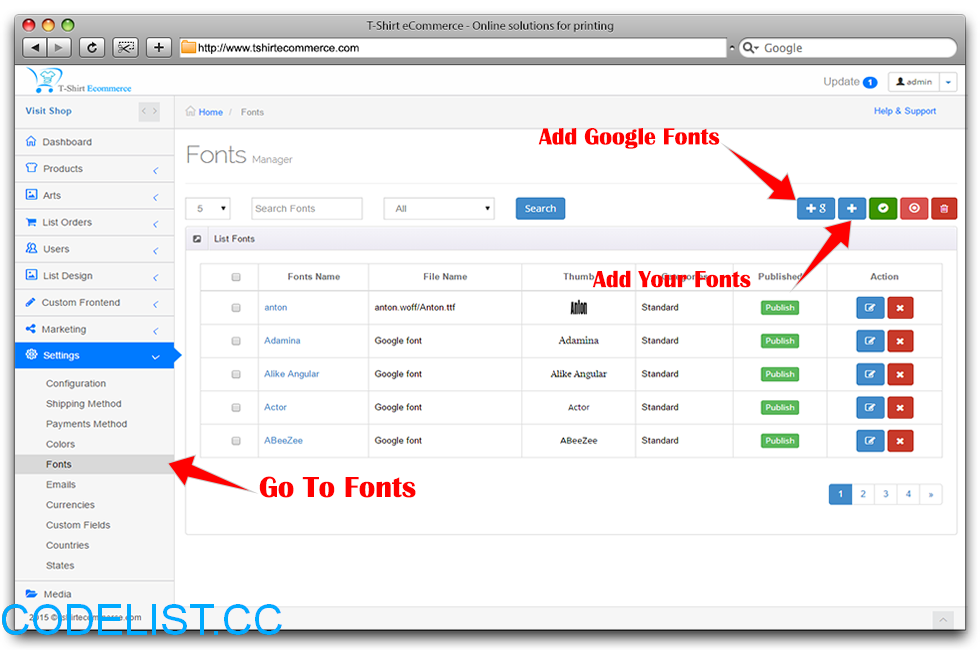 T-Shirt eCommerce - Online solutions for printing
http://www.tshirtecommerce.com
Google
T-Shirt Ecommerce
Update 1
admin
Visit Shop
Home / Fonts
Help & Support
Add Google Fonts
Dashboard
Products
Arts
List Orders
Users
List Design
Custom Frontend
Marketing
Settings
Configuration
Shipping Method
Payments Method
Colors
Fonts
Emails
Currencies
Custom Fields
Countries
States
Media
Fonts Manager
5
Search Fonts
All
Search
+ 8
+
List Fonts
Add Your Fonts
Fonts Name File Name Thumb Published Action
anton anton.woff/Anton.ttf Anton Standard Publish
Adamina Google font Adamina Standard Publish
Alike Angular Google font Alike Angular Standard Publish
Actor Google font Actor Standard Publish
ABeeZee Google font ABeeZee Standard Publish
Go To Fonts
1 2 3 4 »
2015 © tshirtecommerce.com
CODELIST.CC